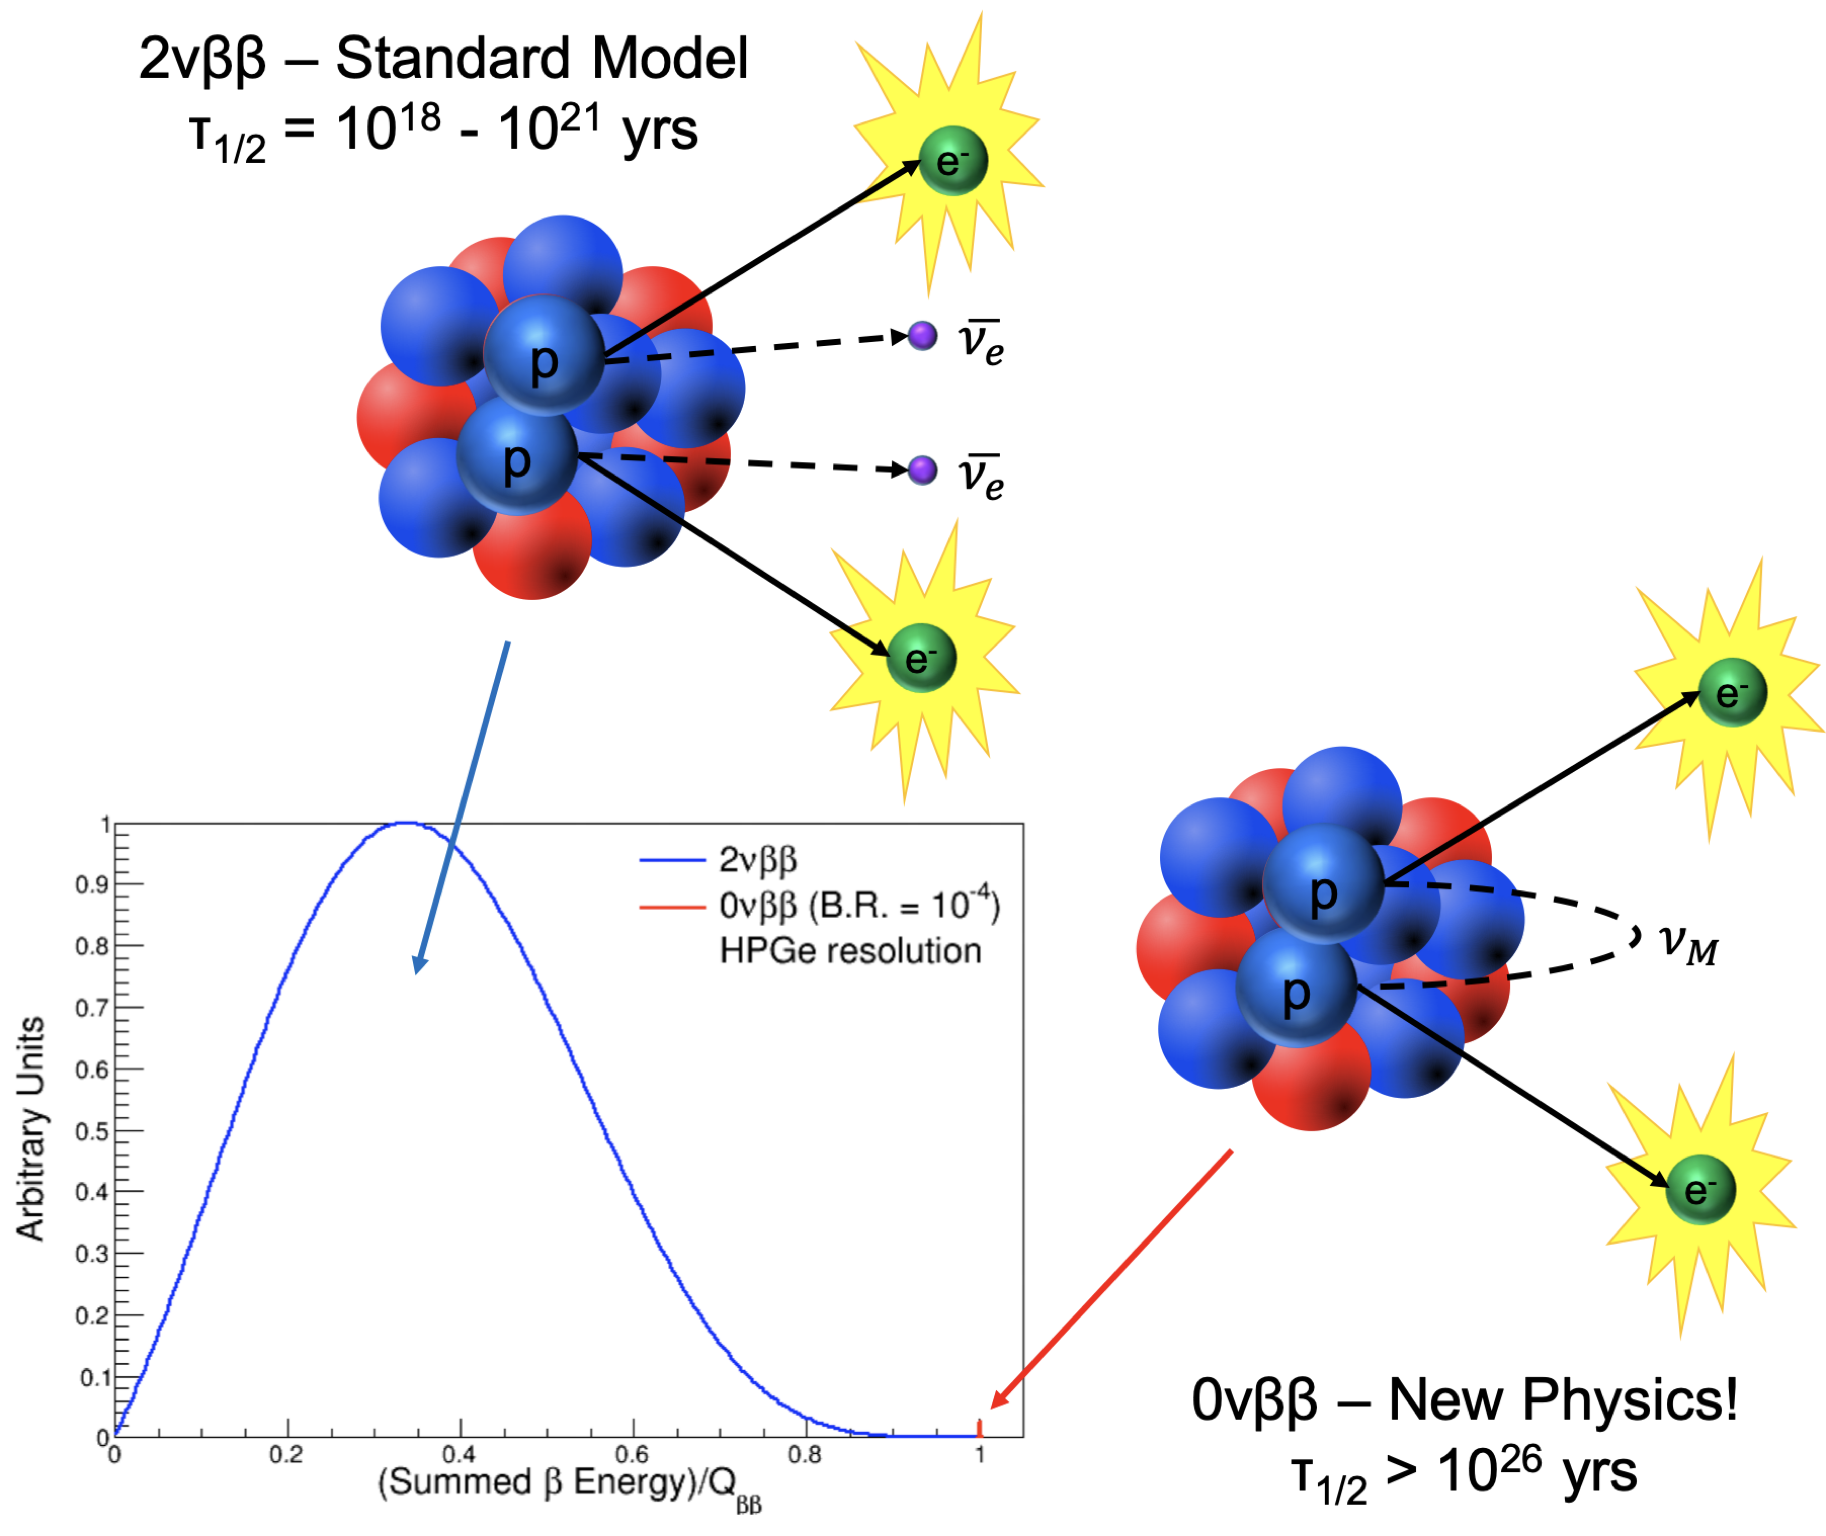 2νββ – Standard Model
τ1/2 = 10^18 - 10^21 yrs
e-
p
ν̅e
p
ν̅e
e-
e-
p
νM
p
e-
1
0.9
0.8
0.7
0.6
0.5
0.4
0.3
0.2
0.1
0
Arbitrary Units
2νββ
0νββ (B.R. = 10^-4)
HPGe resolution
0
0.2
0.4
0.6
0.8
1
(Summed β Energy)/Qββ
0νββ – New Physics!
τ1/2 > 10^26 yrs